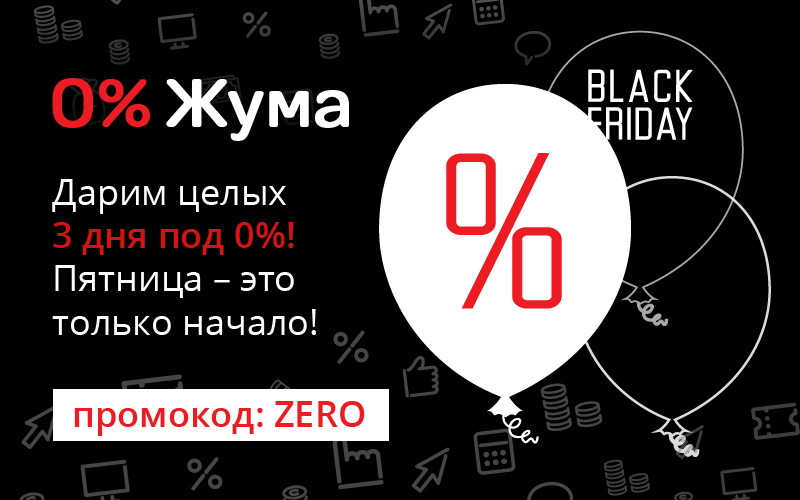 0% Жума
Дарим целых
3 дня под 0%!
Пятница – это
только начало!
промокод: ZERO
%
BLACK
FRIDAY